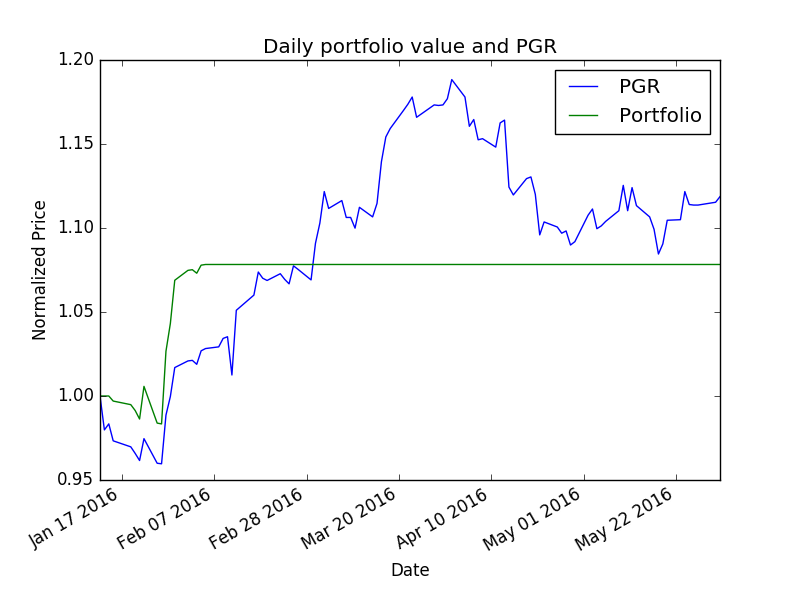 Daily portfolio value and PGR
1.20
1.15
1.10
1.05
1.00
0.95
Normalized Price
PGR
Portfolio
Jan 17 2016
Feb 07 2016
Feb 28 2016
Mar 20 2016
Apr 10 2016
May 01 2016
May 22 2016
Date